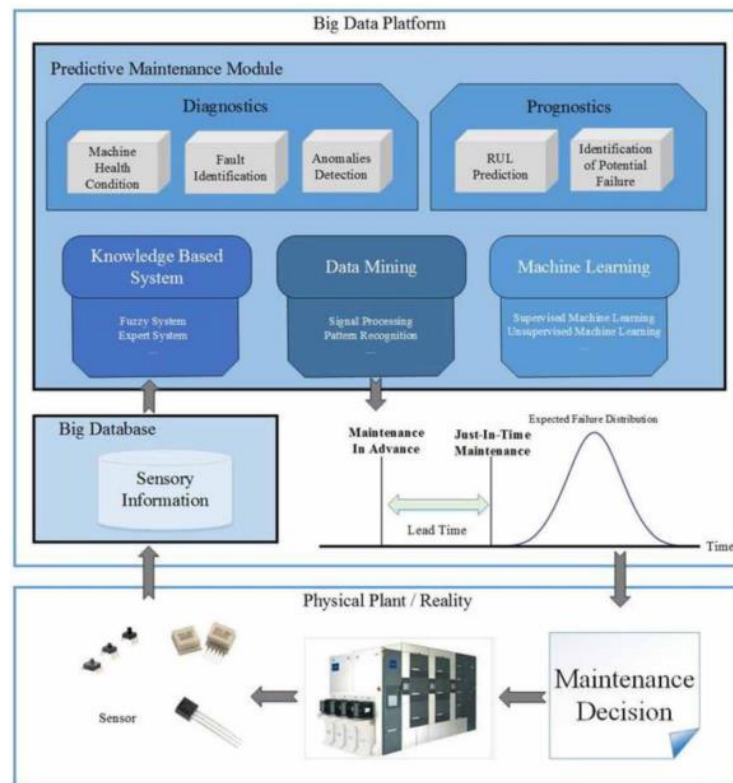 Big Data Platform
Predictive Maintenance Module
Diagnostics
Machine
Health
Condition
Fault
Identification
Anomalies
Detection
Prognostics
RUL
Prediction
Identification
of Potential
Failure
Knowledge Based
System
Fuzzy System
Expert System
...
Data Mining
Signal Processing
Pattern Recognition
...
Machine Learning
Supervised Machine Learning
Unsupervised Machine Learning
...
Big Database
Sensory
Information
Maintenance
In Advance
Just-In-Time
Maintenance
Expected Failure Distribution
Lead Time
Time
Physical Plant / Reality
Sensor
Maintenance
Decision